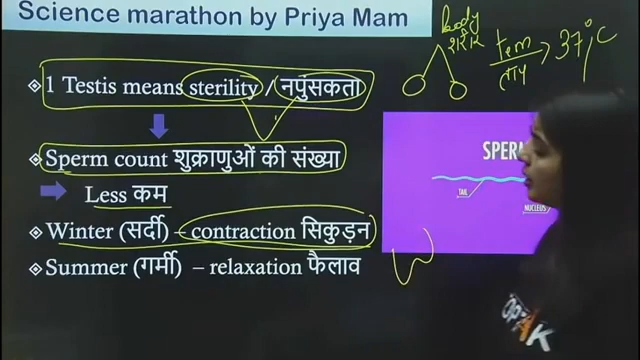 Science marathon by Priya Mam
body
शरीर
1 Testis means sterility / नपुंसकता
tem
ताप
37°C
Sperm count शुक्राणुओं की संख्या
Less कम
Winter (सर्दी) – contraction सिकुड़न
Summer (गर्मी) – relaxation फैलाव
SPERM
TAIL
NUCLEUS